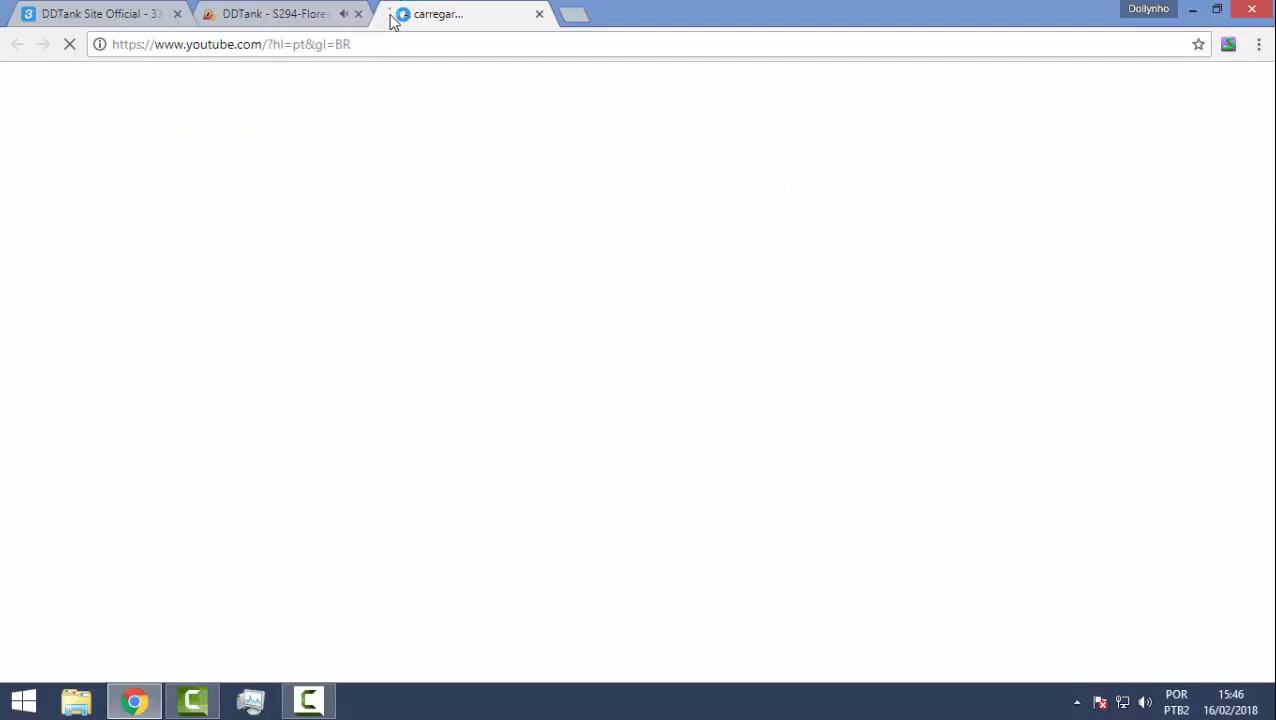 DDTank Site Official - 33
DDTank - S294-Flores
carregar...
Dollynho
https://www.youtube.com/?hl=pt&gl=BR
POR
15:46
PTB2
16/02/2018